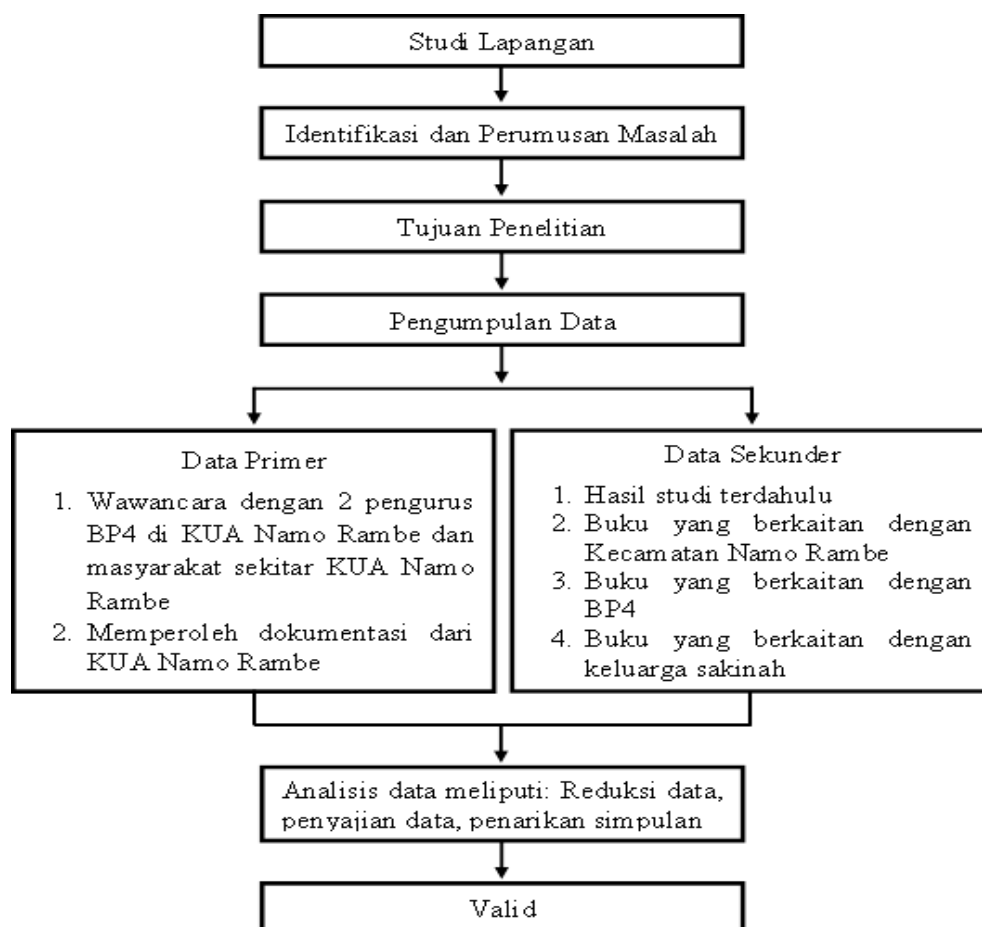 Studi Lapangan
Identifikasi dan Perumusan Masalah
Tujuan Penelitian
Pengumpulan Data
Data Primer
1. Wawancara dengan 2 pengurus
BP4 di KUA Namo Rambe dan
masyarakat sekitar KUA Namo
Rambe
2. Memperoleh dokumentasi dari
KUA Namo Rambe
Data Sekunder
1. Hasil studi terdahulu
2. Buku yang berkaitan dengan
Kecamatan Namo Rambe
3. Buku yang berkaitan dengan
BP4
4. Buku yang berkaitan dengan
keluarga sakinah
Analisis data meliputi: Reduksi data,
penyajian data, penarikan simpulan
Valid